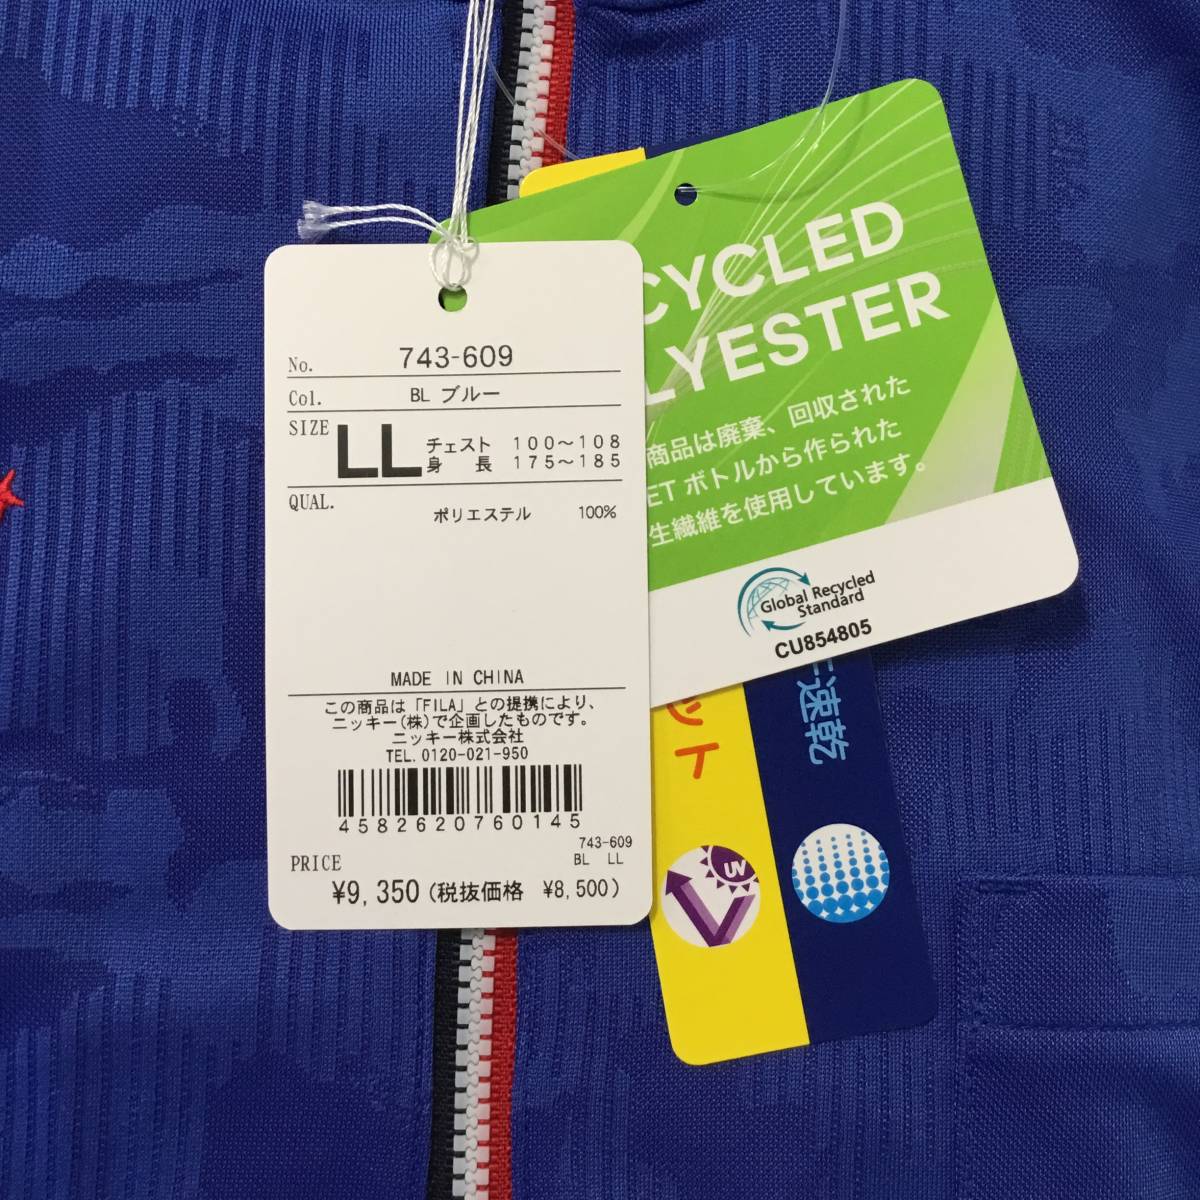 No. 743-609
Col. BL ブルー
SIZE LL チェスト 100〜108
身長 175〜185
QUAL.
ポリエステル 100%
MADE IN CHINA
この商品は「FILA」との提携により、
ニッキー(株)で企画したものです。
ニッキー株式会社
TEL.0120-021-950
4582620760145
743-609
BL LL
PRICE
¥9,350(税抜価格 ¥8,500)
CYCLED
LYESTER
商品は廃棄、回収された
ETボトルから作られた
生繊維を使用しています。
Global Recycled
Standard
CU854805
ット
速乾
UV